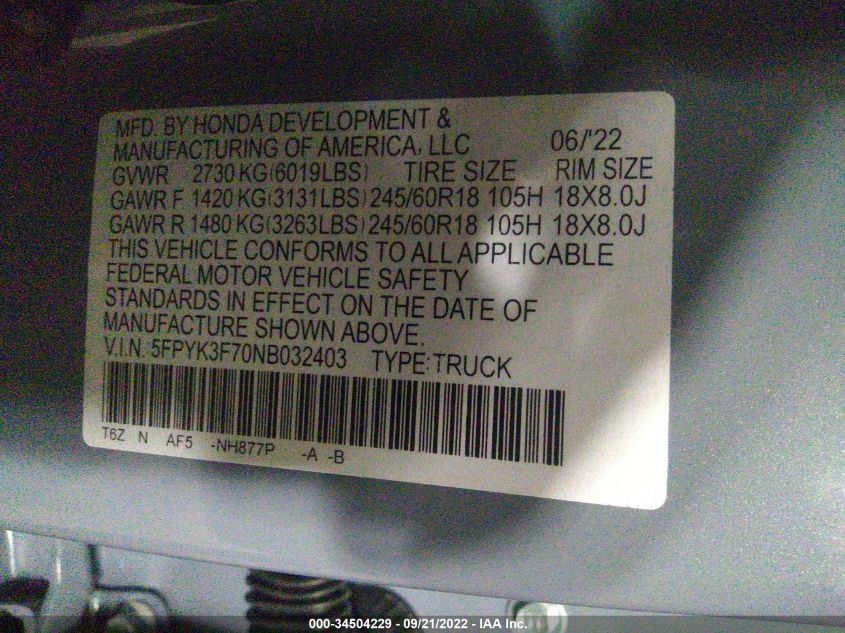 MFD. BY HONDA DEVELOPMENT &
MANUFACTURING OF AMERICA, LLC 06/'22
GVWR 2730 KG(6019LBS) TIRE SIZE RIM SIZE
GAWR F 1420 KG(3131LBS) 245/60R18 105H 18X8.0J
GAWR R 1480 KG(3263LBS) 245/60R18 105H 18X8.0J
THIS VEHICLE CONFORMS TO ALL APPLICABLE
FEDERAL MOTOR VEHICLE SAFETY
STANDARDS IN EFFECT ON THE DATE OF
MANUFACTURE SHOWN ABOVE.
V.I.N. 5FPYK3F70NB032403 TYPE:TRUCK
T6Z N AF5 -NH877P -A -B
000-34504229 - 09/21/2022 - IAA Inc.